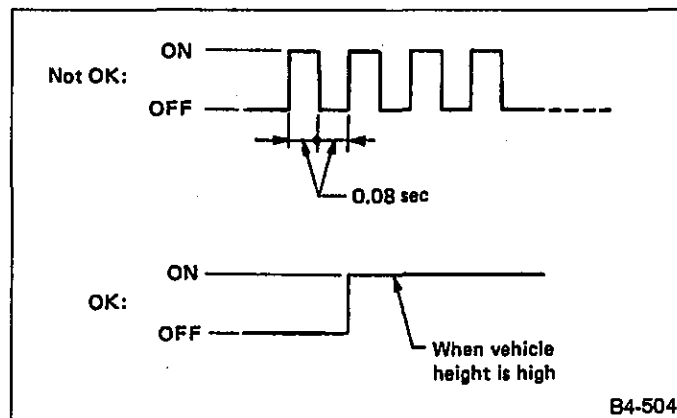 ON
Not OK:
OFF
0.08 sec
ON
OK:
OFF
When vehicle
height is high
B4-504